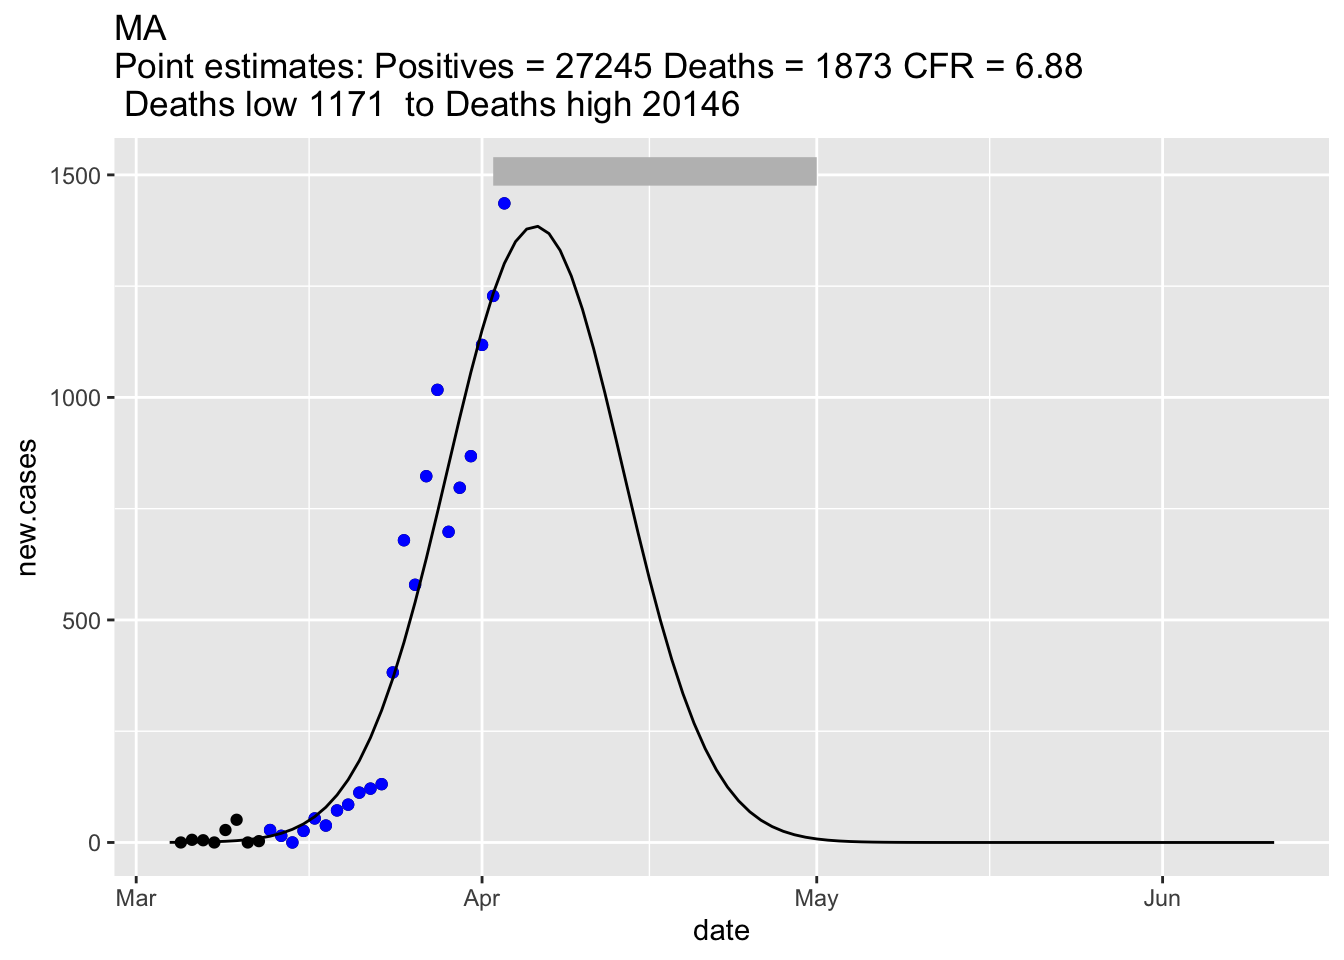 MA
Point estimates: Positives = 27245 Deaths = 1873 CFR = 6.88
Deaths low 1171  to Deaths high 20146
1500
1000
500
0
new.cases
Mar Apr May Jun
date